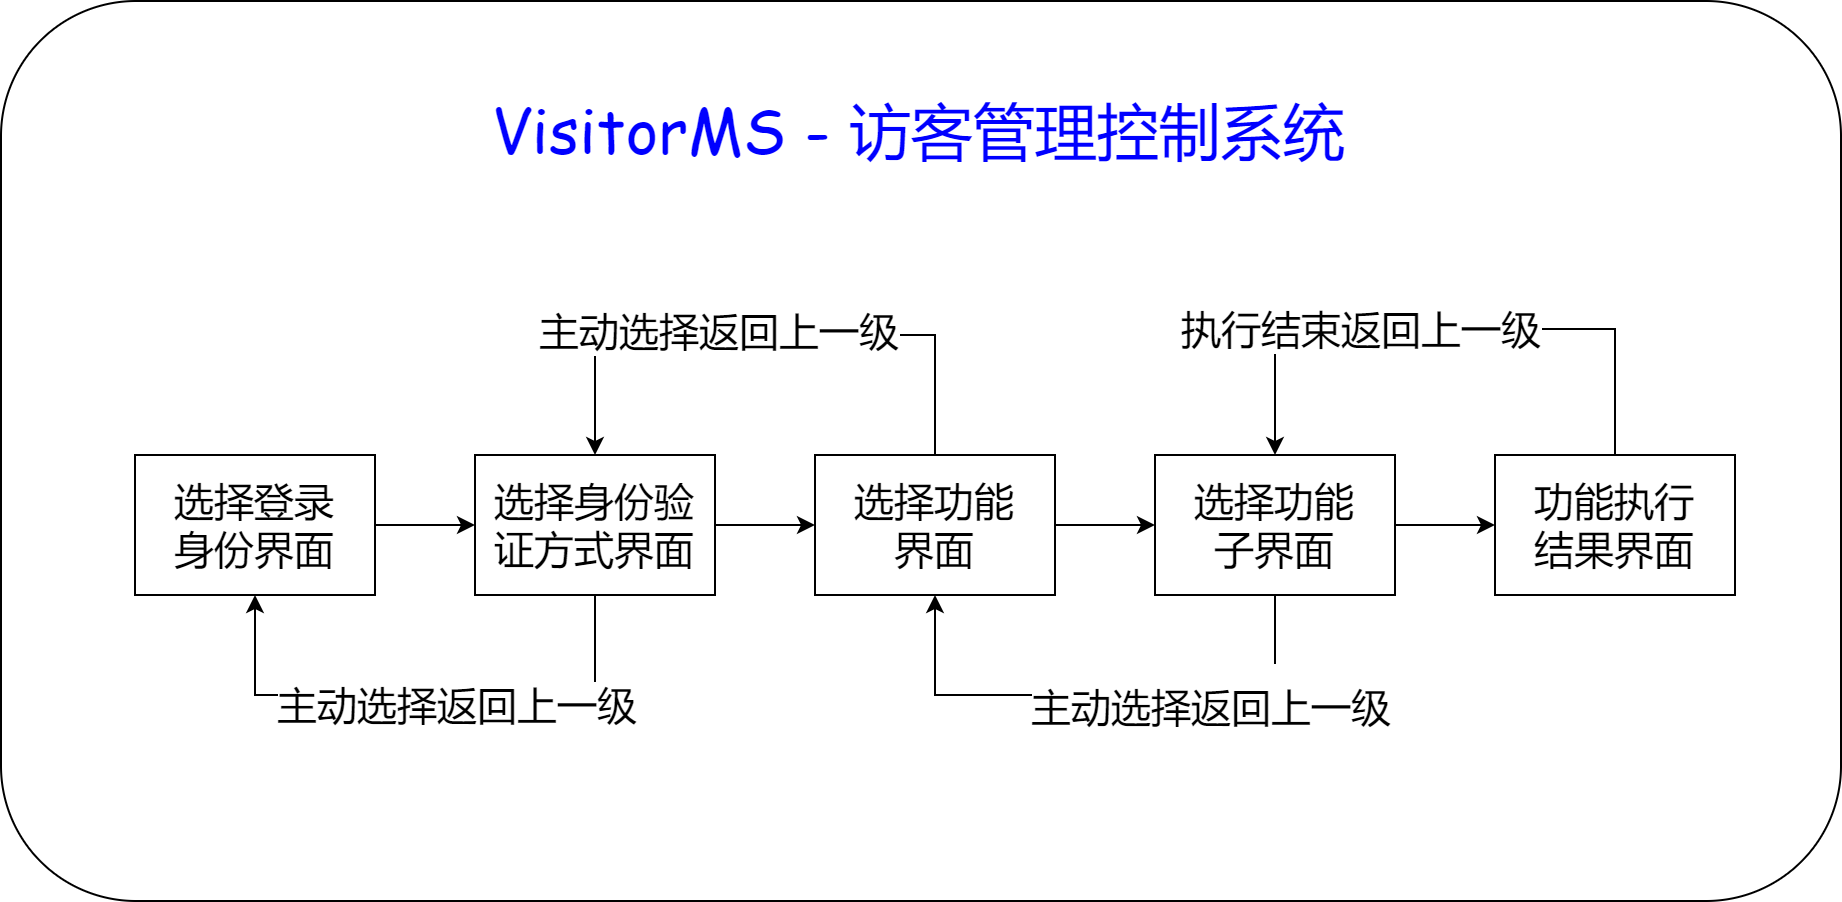 VisitorMS - 访客管理控制系统
主动选择返回上一级
执行结束返回上一级
选择登录
身份界面
选择身份验
证方式界面
选择功能
界面
选择功能
子界面
功能执行
结果界面
主动选择返回上一级
主动选择返回上一级